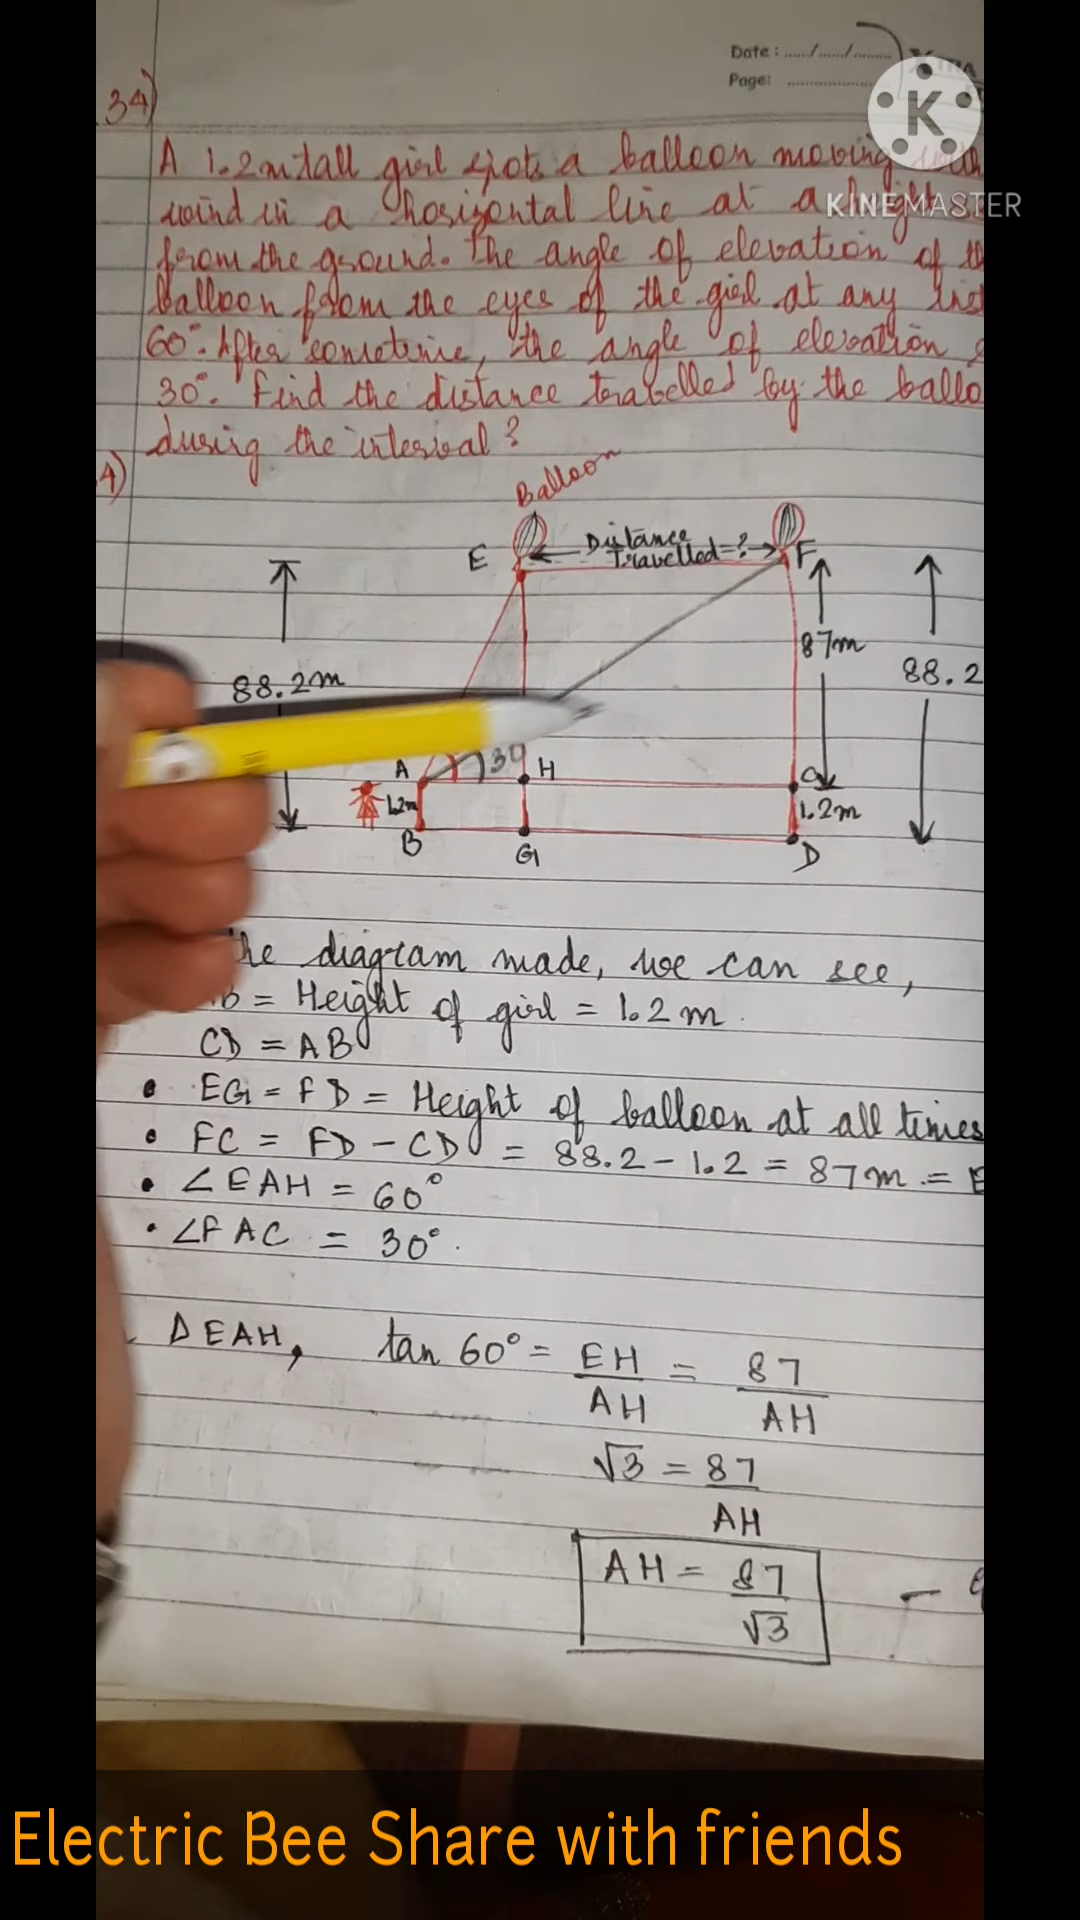 Date : ....../....../.........
Page: ..................
34)
A 1.2m tall girl spots a balloon moving
wind in a horizontal line at a height
from the ground. The angle of elevation of
balloon from the eyes of the girl at any
60°. After sometime, the angle of elevation
30°. Find the distance travelled by the
during the interval?
4)
Balloon
E
Distance
Travelled=?
F
87m
88.2m
88.2
A
30
H
C
1.2m
1.2m
B
G
D
the diagram made, we can see,
= Height of girl = 1.2 m.
CD = AB
• EG = FD = Height of balloon at all times
• FC = FD - CD = 88.2 - 1.2 = 87m =
• ∠EAH = 60°
• ∠FAC = 30°.
ΔEAH, tan 60° = EH/AH = 87/AH
√3 = 87/AH
AH = 87/√3 -
K
KINEMASTER
Electric Bee Share with friends